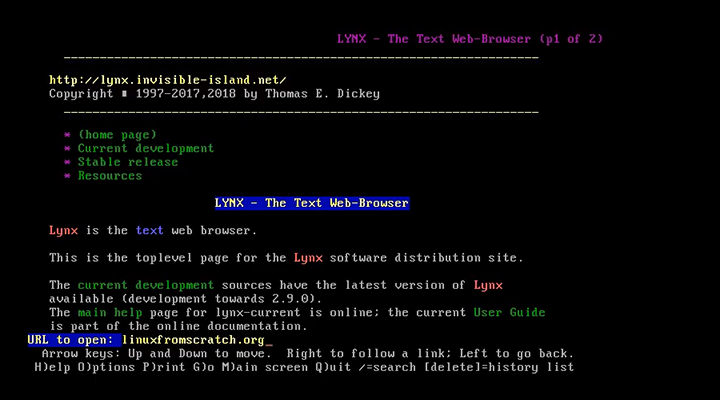 LYNX - The Text Web-Browser (p1 of 2)
http://lynx.invisible-island.net/
Copyright 1997-2017,2018 by Thomas E. Dickey
* (home page)
* Current development
* Stable release
* Resources
LYNX - The Text Web-Browser
Lynx is the text web browser.
This is the toplevel page for the Lynx software distribution site.
The current development sources have the latest version of Lynx
available (development towards 2.9.0).
The main help page for lynx-current is online; the current User Guide
is part of the online documentation.
URL to open: linuxfromscratch.org_
Arrow keys: Up and Down to move. Right to follow a link; Left to go back.
H)elp O)ptions P)rint G)o M)ain screen Q)uit /=search [delete]=history list